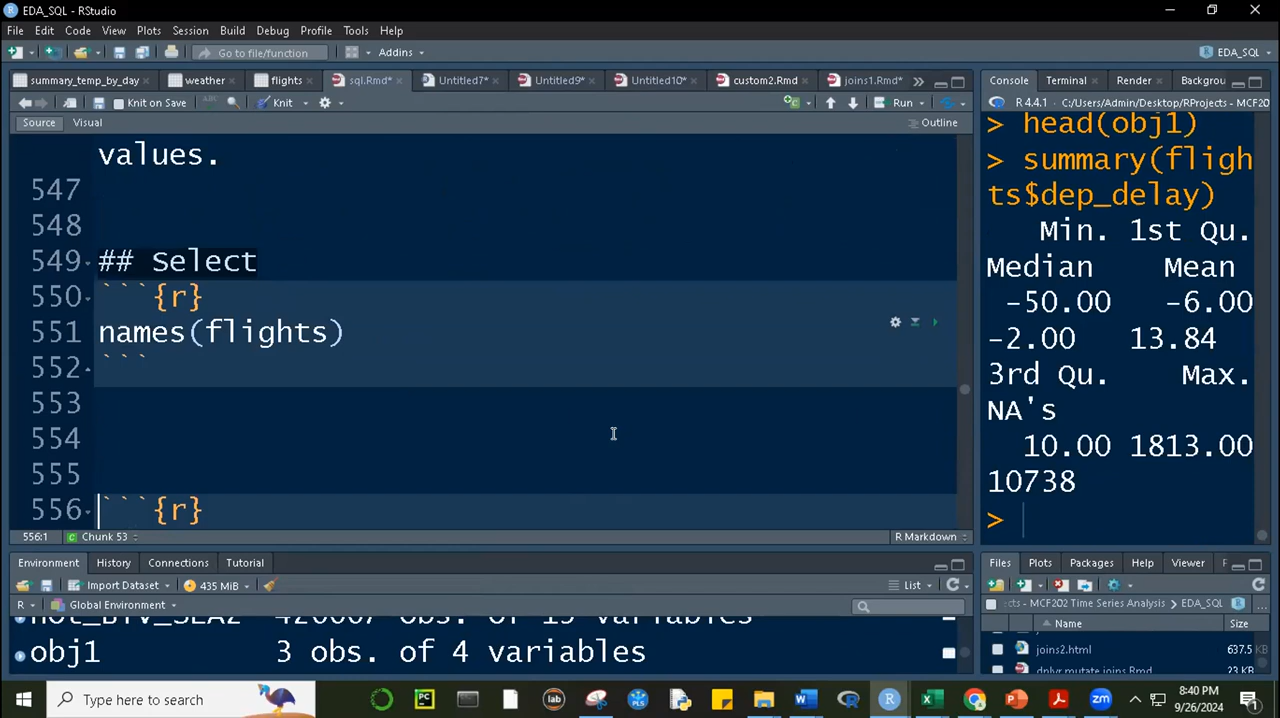 EDA_SQL - RStudio
File Edit Code View Plots Session Build Debug Profile Tools Help
Go to file/function Addins EDA_SQL
summary_temp_by_day weather flights sql.Rmd* Untitled7* Untitled9* Untitled10* custom2.Rmd joins1.Rmd*
Knit on Save Knit Run
Source Visual Outline
values.
547
548
549 ## Select
550 ```{r}
551 names(flights)
552 ```
553
554
555
556 ```{r}
556:1 Chunk 53 R Markdown
Console Terminal Render Backgrou
R 4.4.1 · C:/Users/Admin/Desktop/RProjects - MCF20
> head(obj1)
> summary(fligh
ts$dep_delay)
Min. 1st Qu.
Median Mean
-50.00 -6.00
-2.00 13.84
3rd Qu. Max.
NA's
10.00 1813.00
10738
>
Environment History Connections Tutorial
Import Dataset 435 MiB List
R Global Environment
obj1 3 obs. of 4 variables
Files Plots Packages Help Viewer
cts - MCF202 Time Series Analysis EDA_SQL
Name Size
joins2.html 637.5 K
dplyr mutate joins.Rmd 23 KB
Type here to search
8:40 PM
9/26/2024